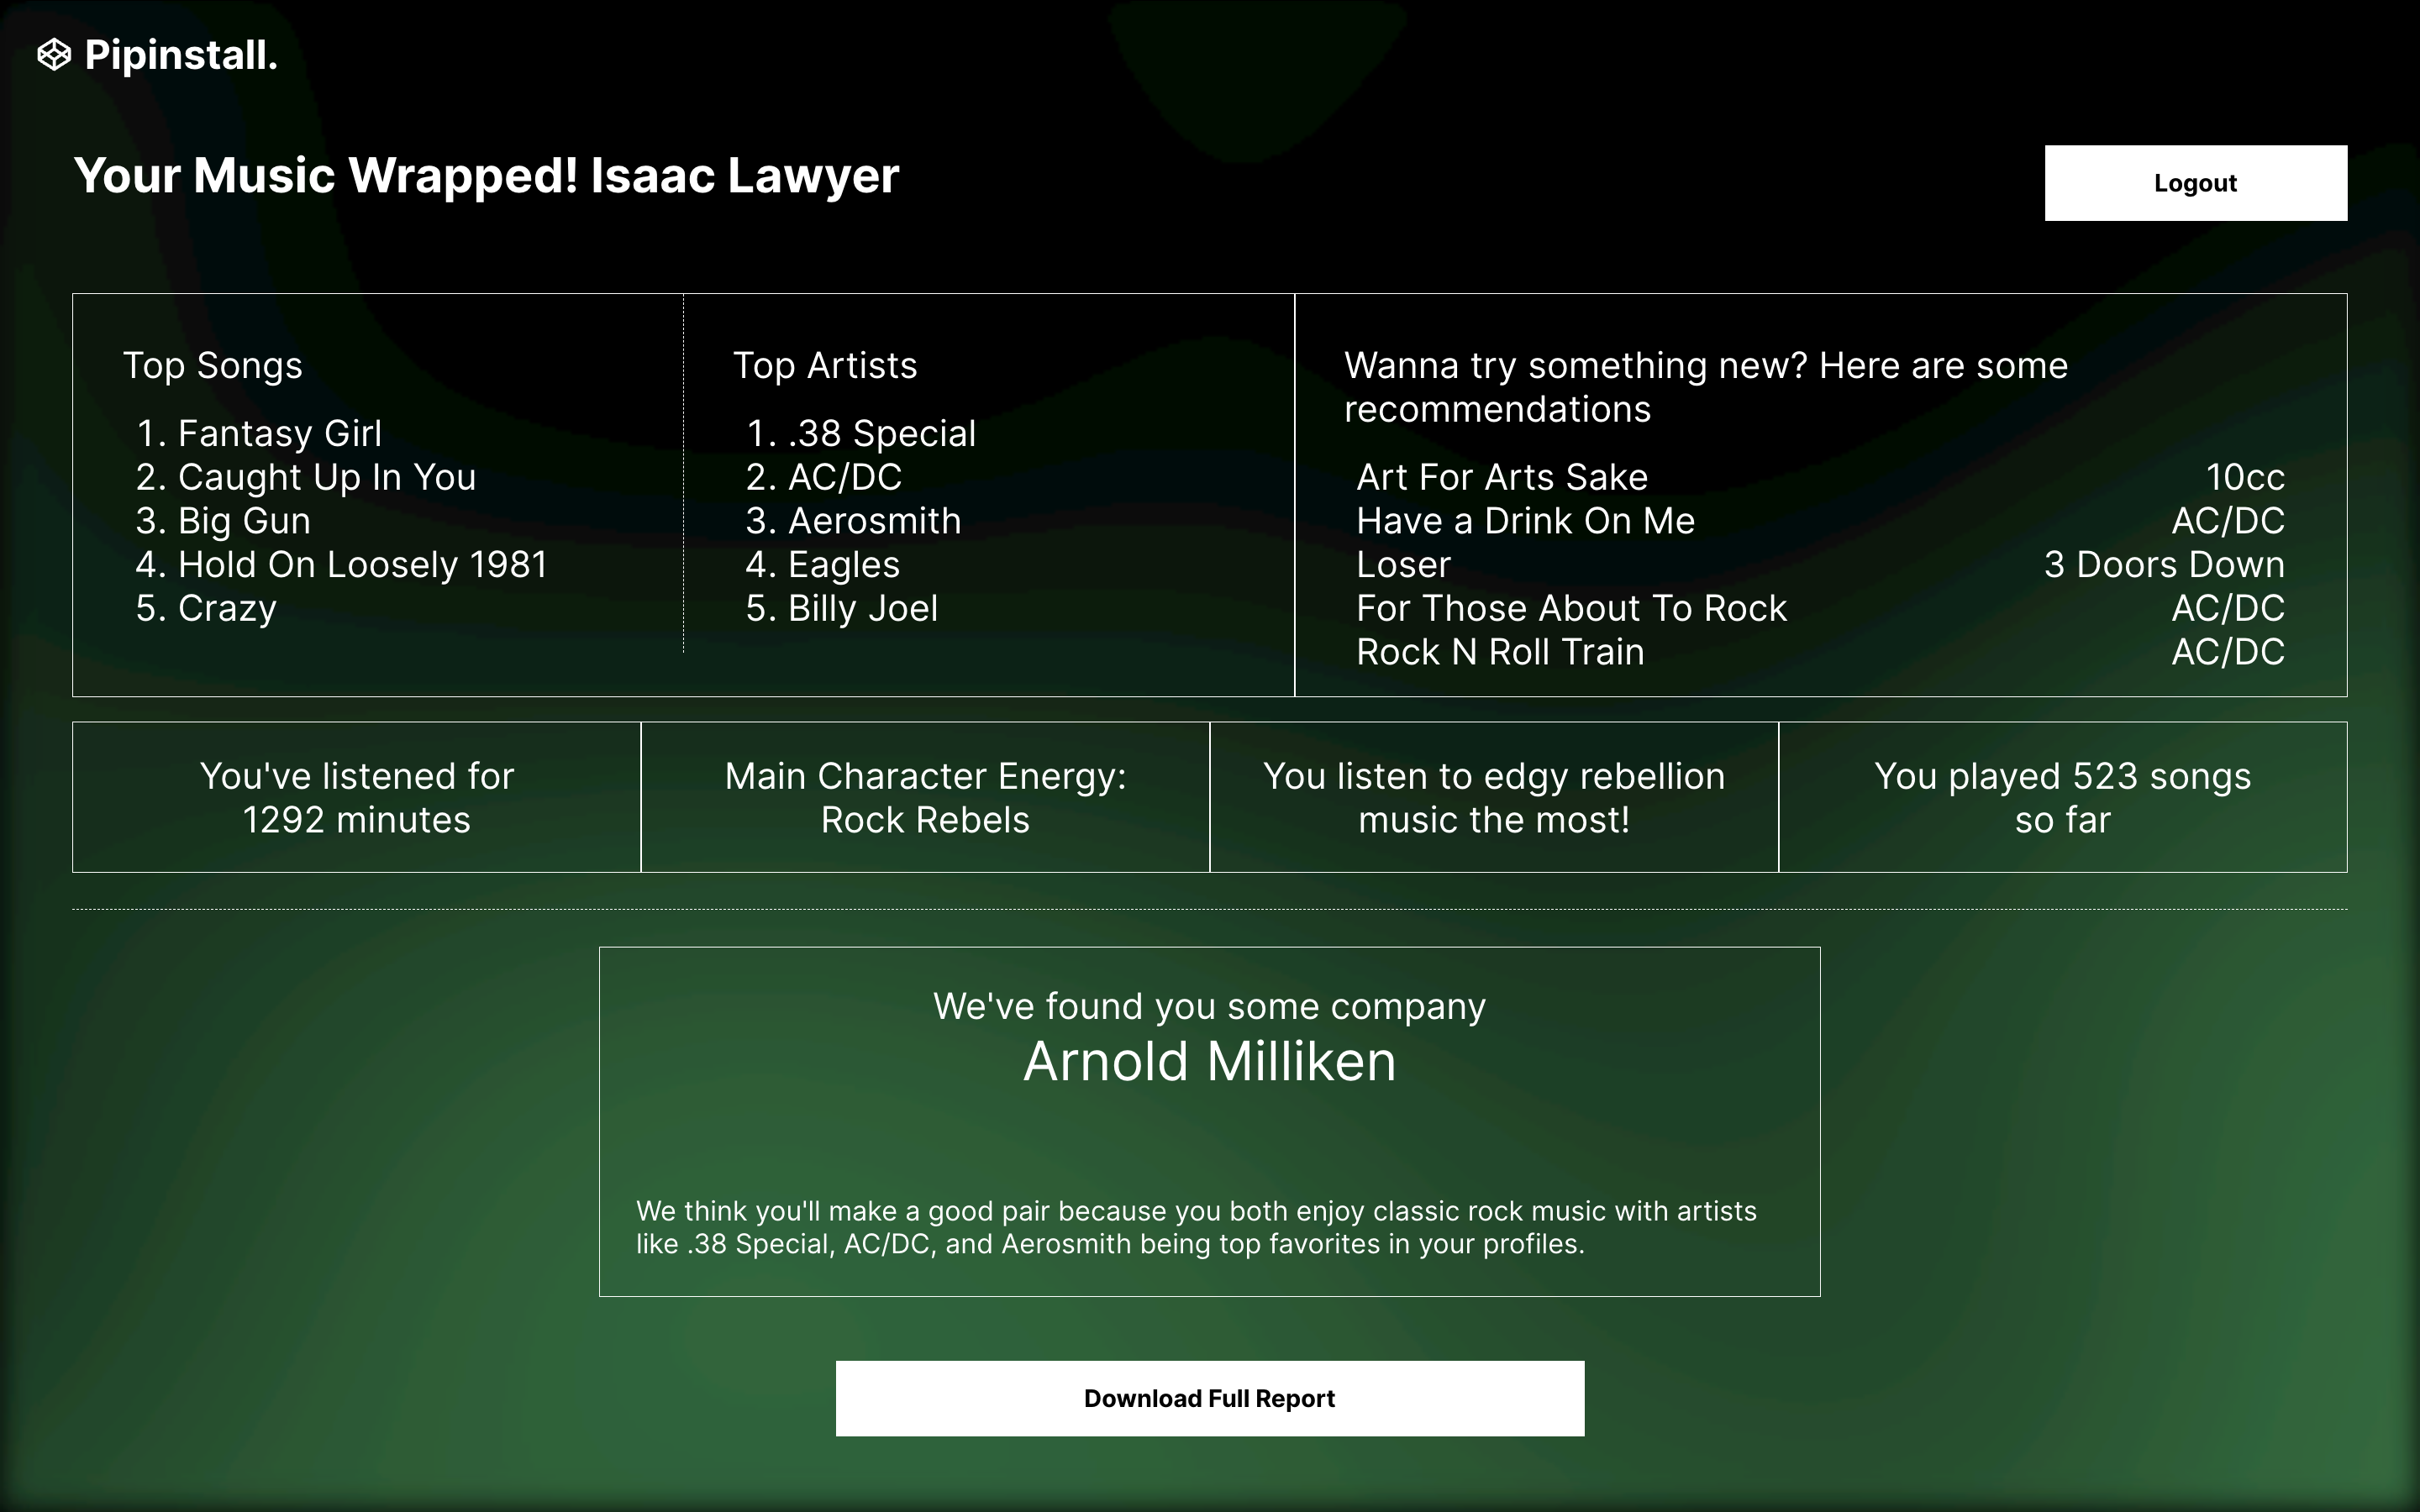 Pipinstall.
Your Music Wrapped! Isaac Lawyer
Logout
Top Songs
1. Fantasy Girl
2. Caught Up In You
3. Big Gun
4. Hold On Loosely 1981
5. Crazy
Top Artists
1. .38 Special
2. AC/DC
3. Aerosmith
4. Eagles
5. Billy Joel
Wanna try something new? Here are some
recommendations
Art For Arts Sake 10cc
Have a Drink On Me AC/DC
Loser 3 Doors Down
For Those About To Rock AC/DC
Rock N Roll Train AC/DC
You've listened for
1292 minutes
Main Character Energy:
Rock Rebels
You listen to edgy rebellion
music the most!
You played 523 songs
so far
We've found you some company
Arnold Milliken
We think you'll make a good pair because you both enjoy classic rock music with artists
like .38 Special, AC/DC, and Aerosmith being top favorites in your profiles.
Download Full Report